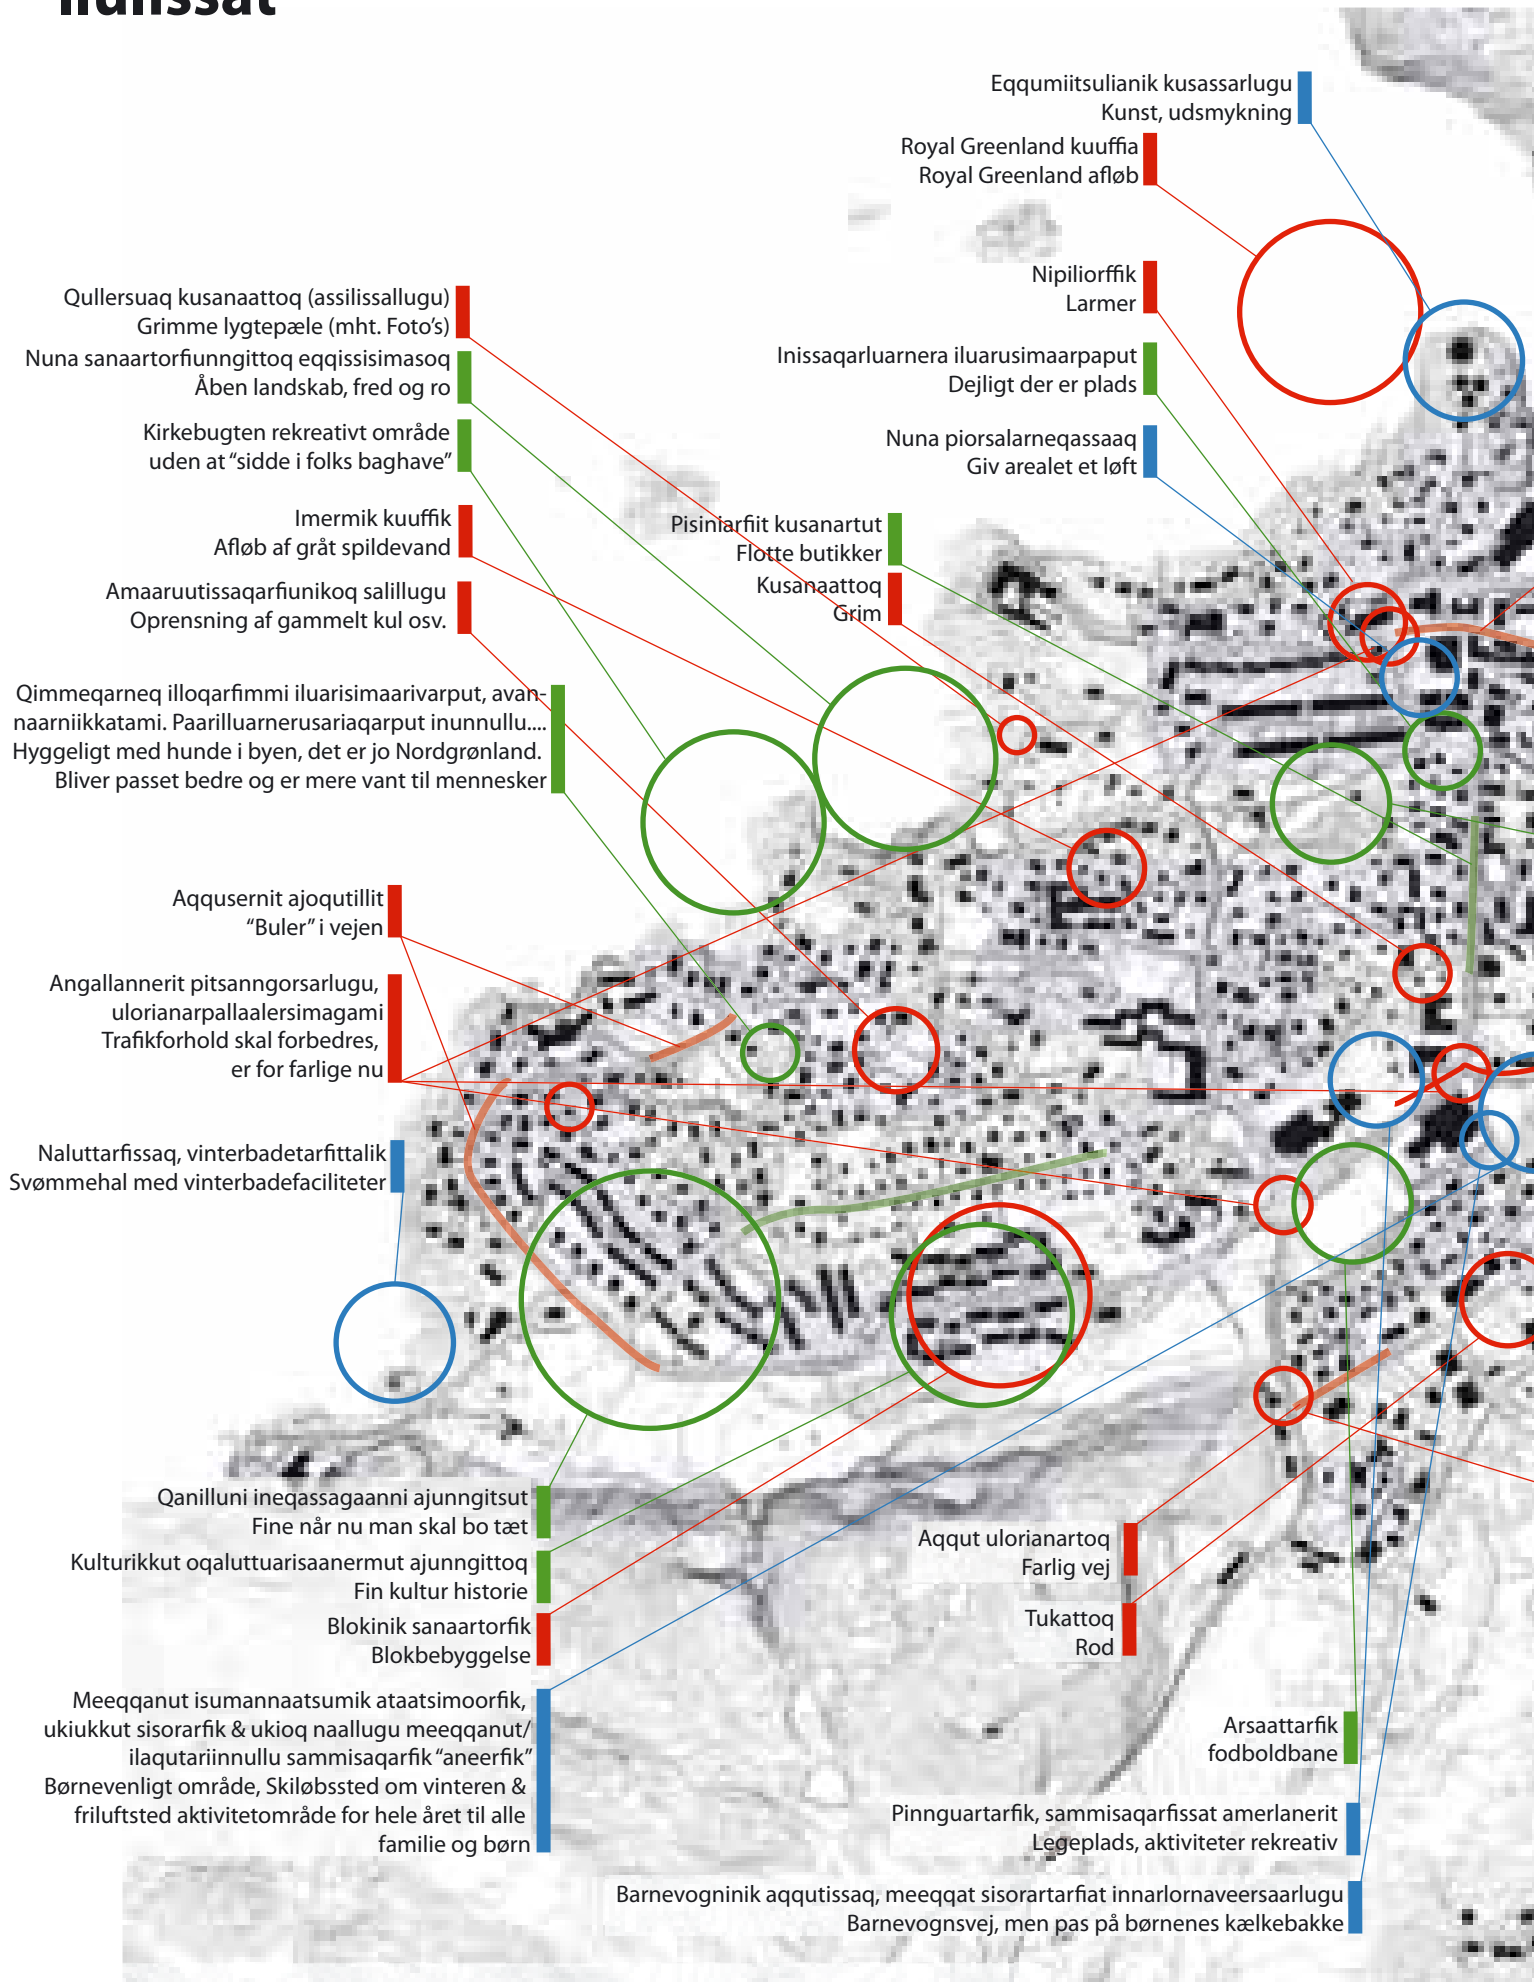 Ilulissat
Eqqumiitsulianik kusassarlugu
Kunst, udsmykning
Royal Greenland kuuffia
Royal Greenland afløb
Nipiliorffik
Larmer
Qullersuaq kusanaattoq (assilissallugu)
Grimme lygtepæle (mht. Foto's)
Nuna sanaartorfiunngittoq eqqissisimasoq
Åben landskab, fred og ro
Inissaqarluarnera iluarusimaarpaput
Dejligt der er plads
Kirkebugten rekreativt område
uden at “sidde i folks baghave”
Nuna piorsalarneqassaaq
Giv arealet et løft
Imermik kuuffik
Afløb af gråt spildevand
Pisiniarfiit kusanartut
Flotte butikker
Kusanaattoq
Grim
Amaaruutissaqarfiunikoq salillugu
Oprensning af gammelt kul osv.
Qimmeqarneq illoqarfimmi iluarisimaarivarput, avan-
naarniikkatami. Paarilluarnerusariaqarput inunnullu....
Hyggeligt med hunde i byen, det er jo Nordgrønland.
Bliver passet bedre og er mere vant til mennesker
Aqqusernit ajoqutillit
“Buler” i vejen
Angallannerit pitsanngorsarlugu,
ulorianarpallaalersimagami
Trafikforhold skal forbedres,
er for farlige nu
Naluttarfissaq, vinterbadetarfittalik
Svømmehal med vinterbadefaciliteter
Qanilluni ineqassagaanni ajunngitsut
Fine når nu man skal bo tæt
Kulturikkut oqaluttuarisaanermut ajunngittoq
Fin kultur historie
Blokinik sanaartorfik
Blokbebyggelse
Aqqut ulorianartoq
Farlig vej
Tukattoq
Rod
Meeqqanut isumannaatsumik ataatsimoorfik,
ukiukkut sisorarfik & ukioq naallugu meeqqanut/
ilaqutariinnullu sammisaqarfik “aneerfik”
Børnevenligt område, Skiløbssted om vinteren &
friluftsted aktivitetområde for hele året til alle
familie og børn
Arsaattarfik
fodboldbane
Pinnguartarfik, sammisaqarfissat amerlanerit
Legeplads, aktiviteter rekreativ
Barnevogninik aqqutissaq, meeqqat sisorartarfiat innarlornaveersaarlugu
Barnevognsvej, men pas på børnenes kælkebakke